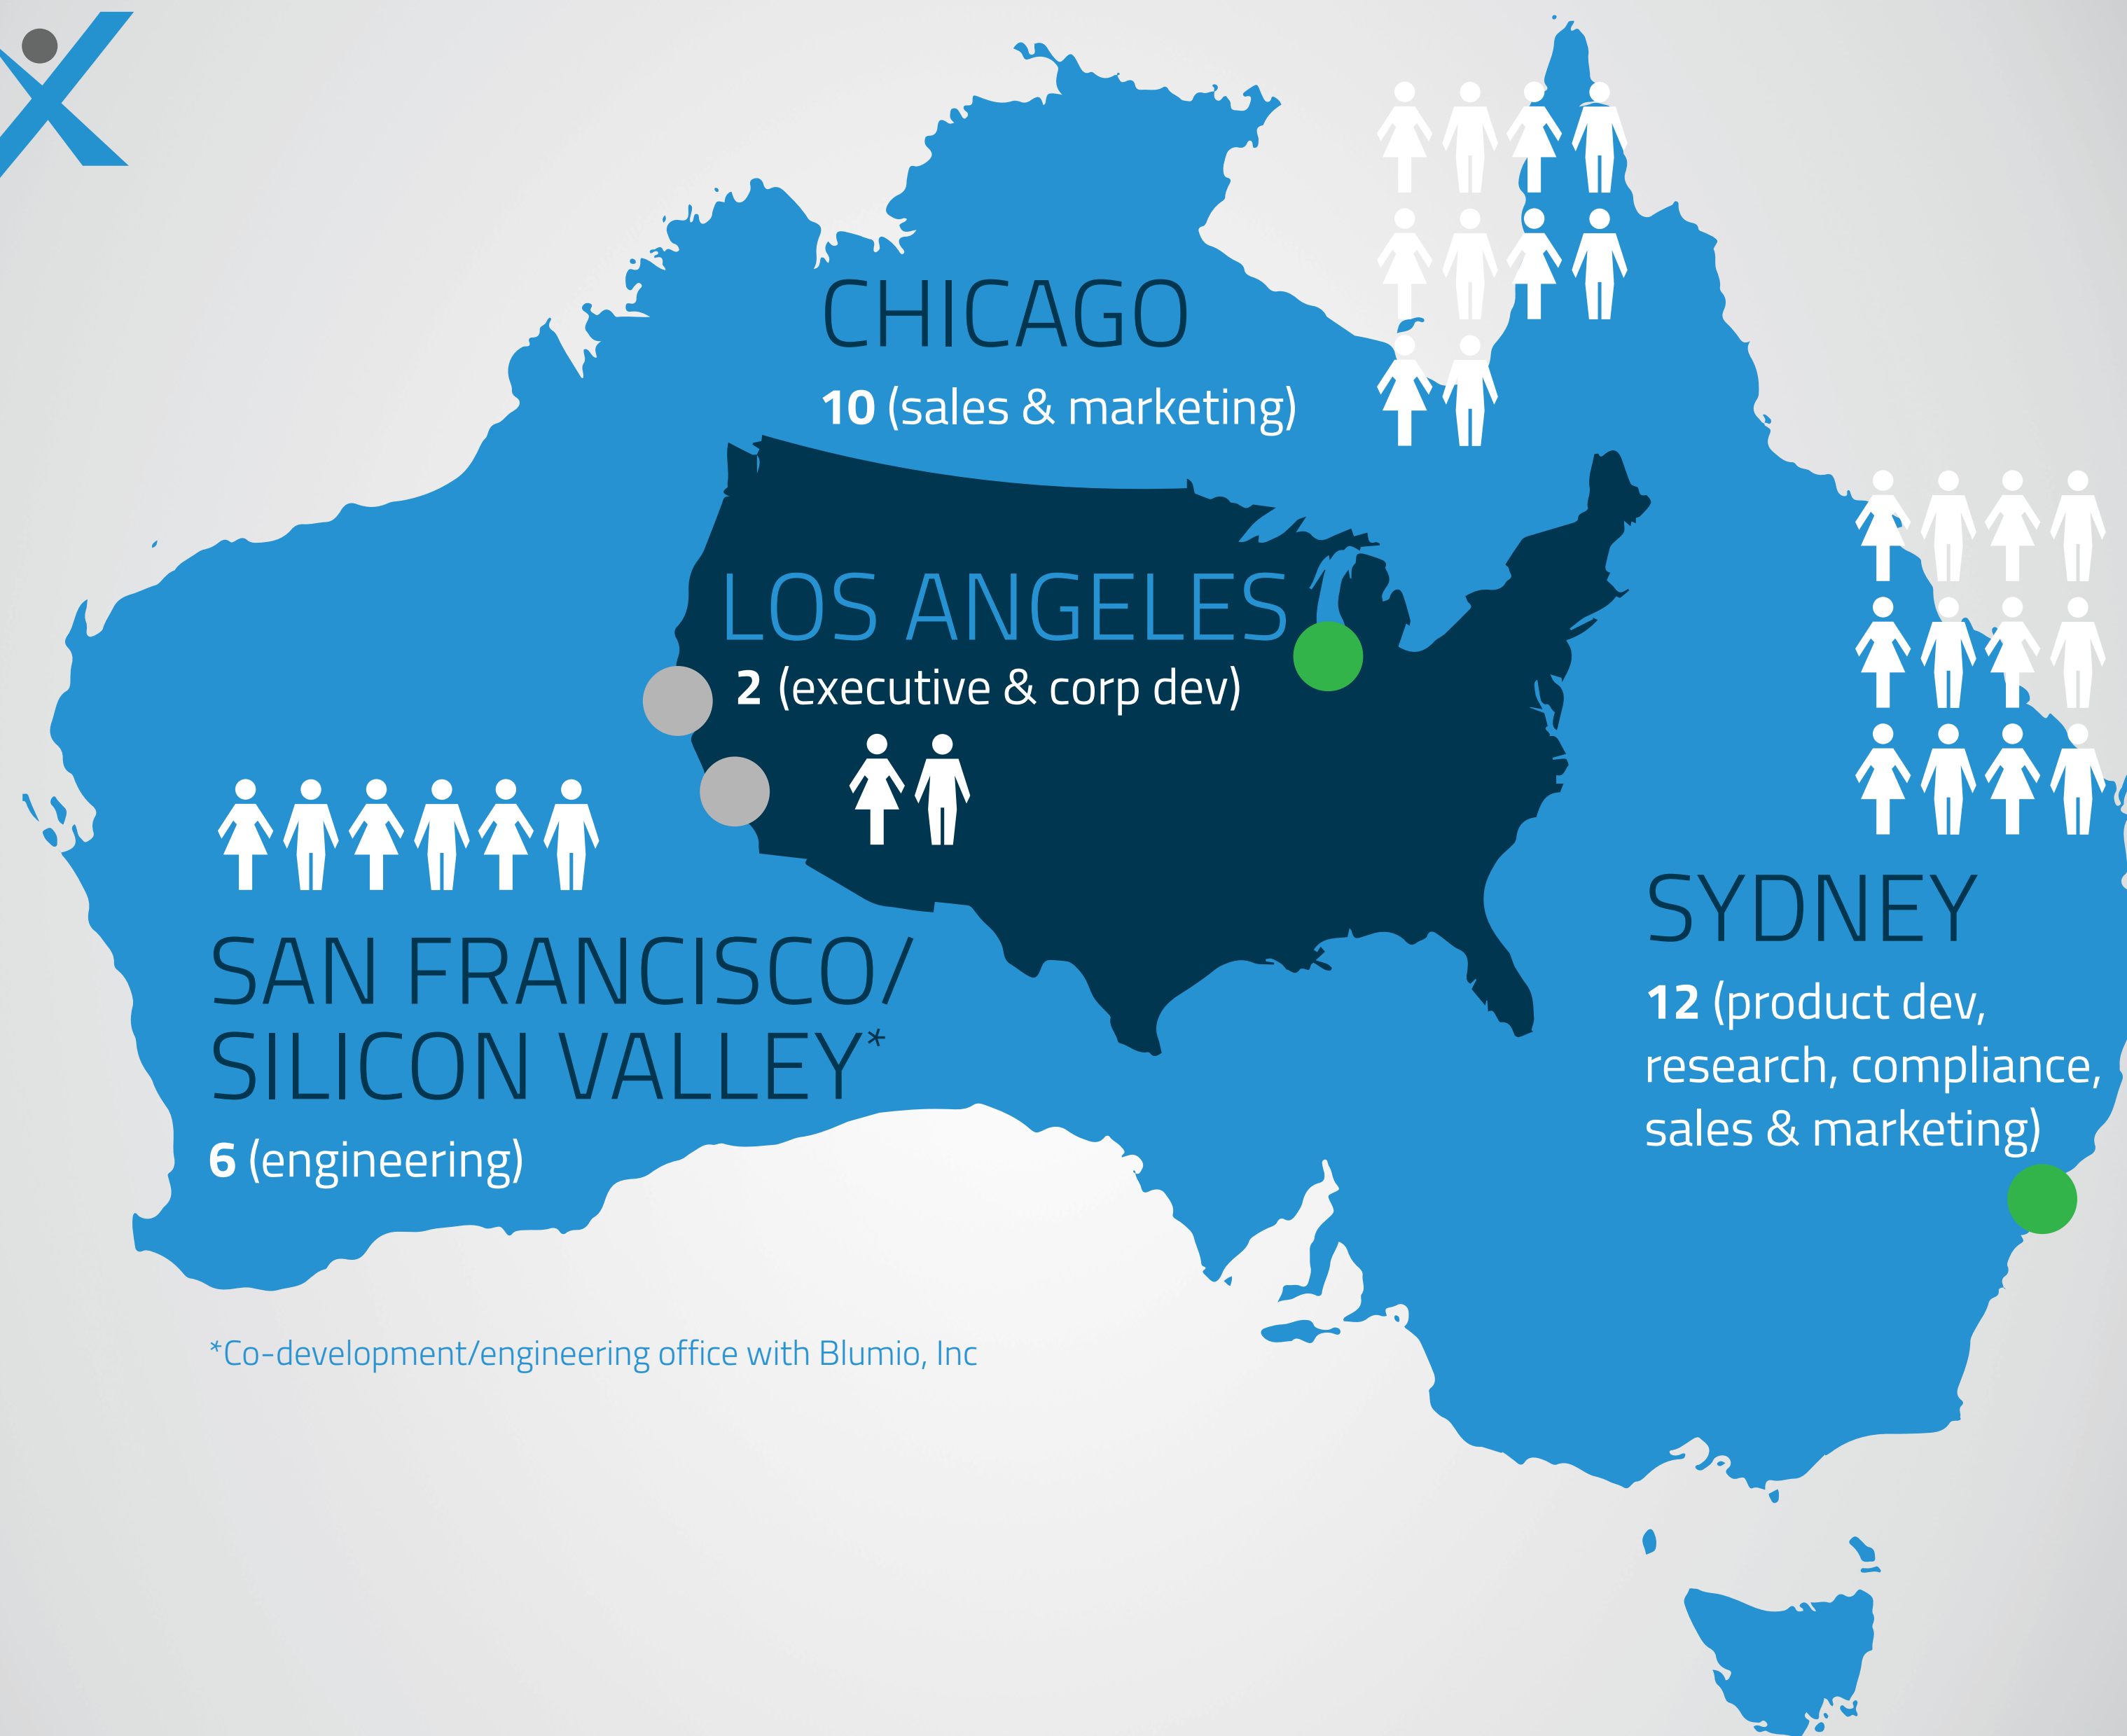 CHICAGO
10 (sales & marketing)
LOS ANGELES
2 (executive & corp dev)
SAN FRANCISCO/
SILICON VALLEY*
6 (engineering)
SYDNEY
12 (product dev,
research, compliance,
sales & marketing)
*Co-development/engineering office with Blumio, Inc